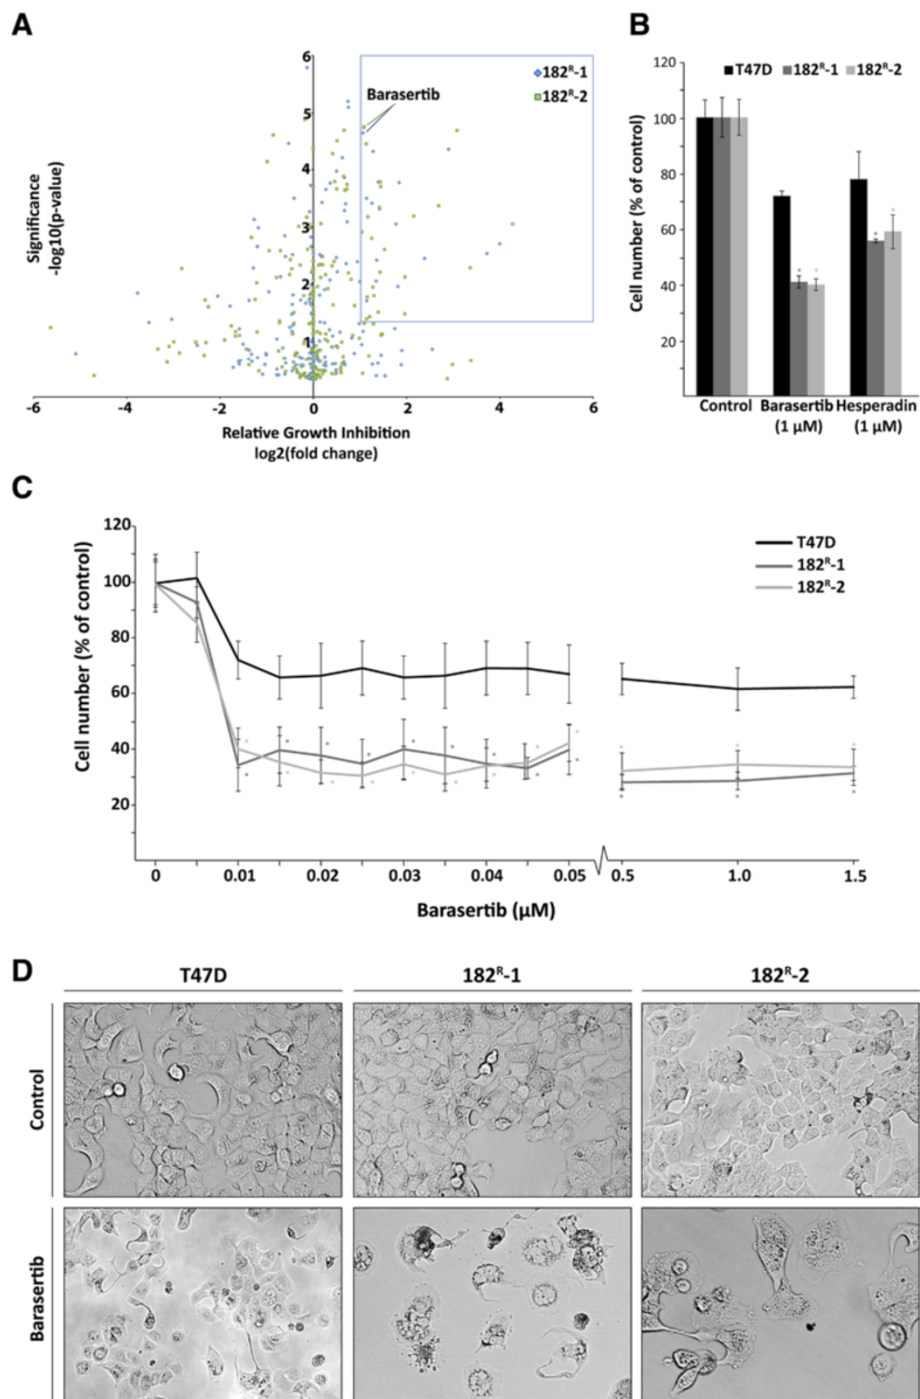 A
Significance
-log10(p-value)
6
5
4
3
2
1
Barasertib
182ᴿ-1
182ᴿ-2
-6 -4 -2 0 2 4 6
Relative Growth Inhibition
log2(fold change)
B
Cell number (% of control)
120
100
80
60
40
20
T47D 182ᴿ-1 182ᴿ-2
* * * *
Control Barasertib Hesperadin
(1 µM) (1 µM)
C
Cell number (% of control)
120
100
80
60
40
20
T47D
182ᴿ-1
182ᴿ-2
0 0.01 0.02 0.03 0.04 0.05 0.5 1.0 1.5
Barasertib (µM)
D
T47D 182ᴿ-1 182ᴿ-2
Control
Barasertib